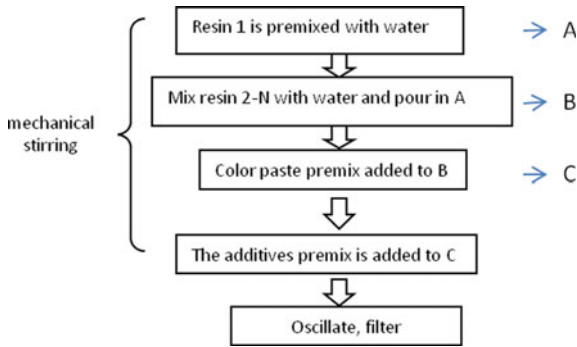 Resin 1 is premixed with water
A
Mix resin 2-N with water and pour in A
B
mechanical
stirring
Color paste premix added to B
C
The additives premix is added to C
Oscillate, filter